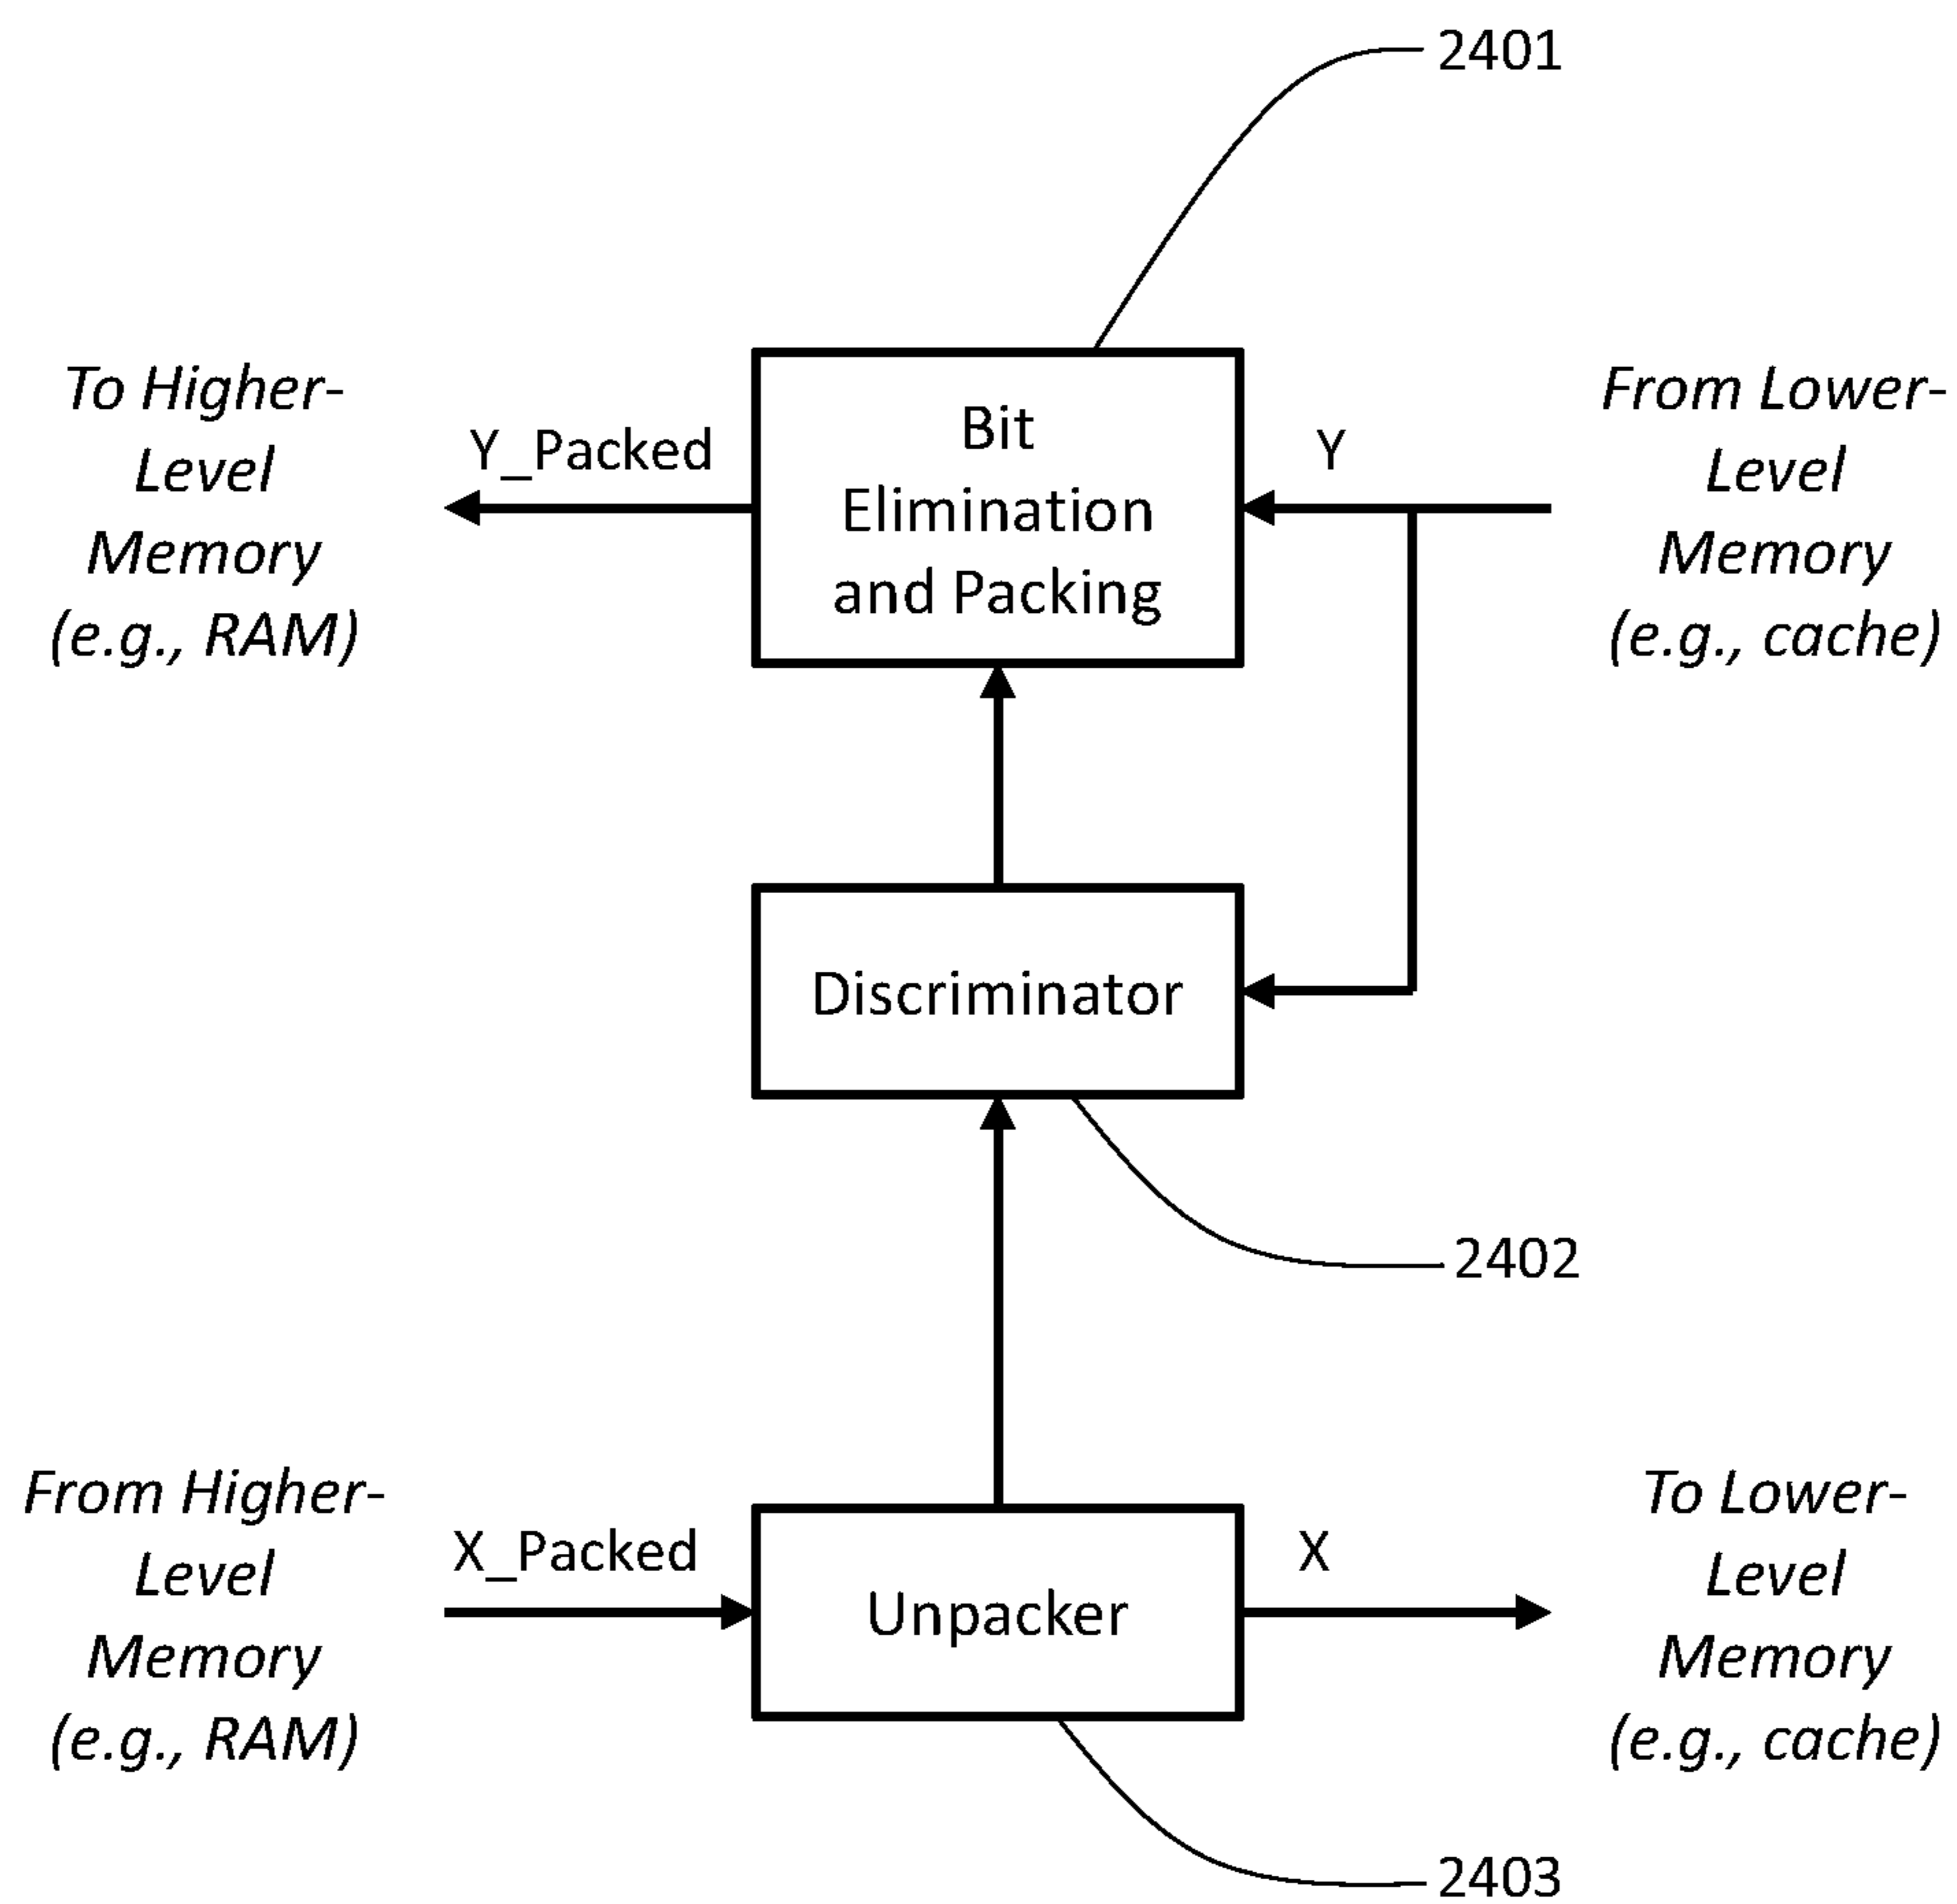 2401
To Higher-
Level
Memory
(e.g., RAM)
Y_Packed
Bit
Elimination
and Packing
Y
From Lower-
Level
Memory
(e.g., cache)
Discriminator
2402
From Higher-
Level
Memory
(e.g., RAM)
X_Packed
Unpacker
X
To Lower-
Level
Memory
(e.g., cache)
2403